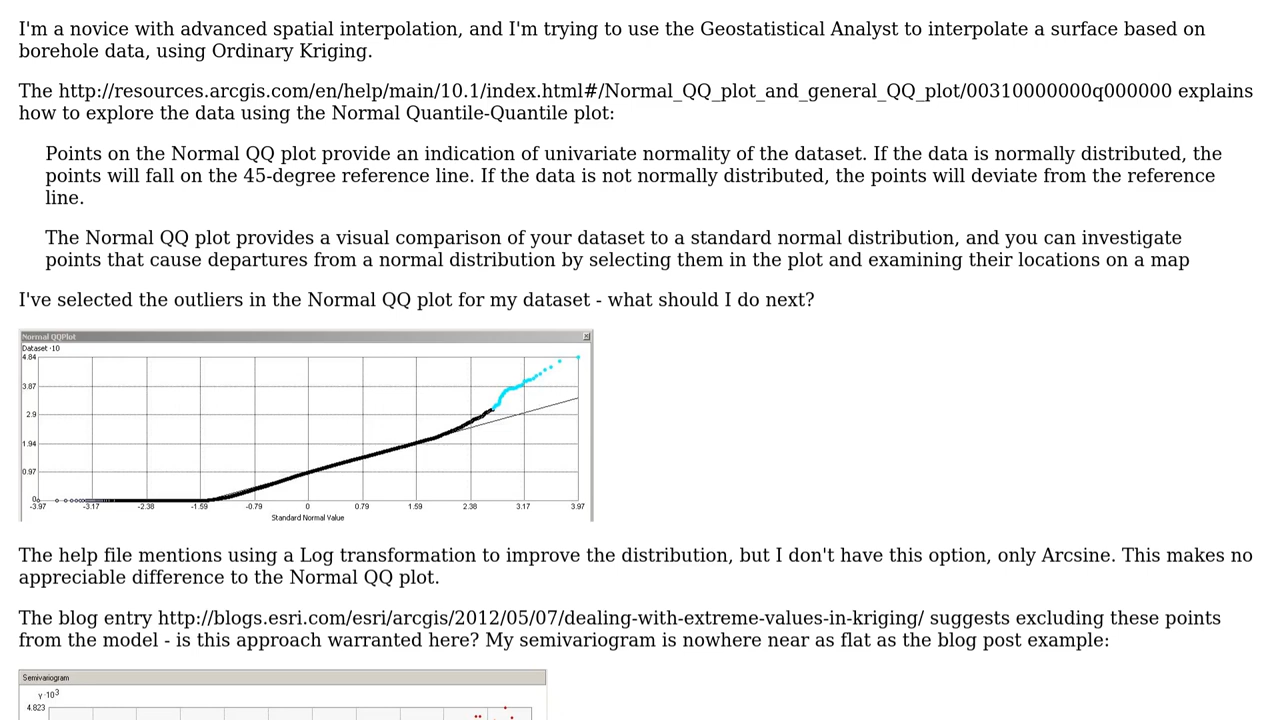 I'm a novice with advanced spatial interpolation, and I'm trying to use the Geostatistical Analyst to interpolate a surface based on
borehole data, using Ordinary Kriging.
The http://resources.arcgis.com/en/help/main/10.1/index.html#/Normal_QQ_plot_and_general_QQ_plot/00310000000q000000 explains
how to explore the data using the Normal Quantile-Quantile plot:
Points on the Normal QQ plot provide an indication of univariate normality of the dataset. If the data is normally distributed, the
points will fall on the 45-degree reference line. If the data is not normally distributed, the points will deviate from the reference
line.
The Normal QQ plot provides a visual comparison of your dataset to a standard normal distribution, and you can investigate
points that cause departures from a normal distribution by selecting them in the plot and examining their locations on a map
I've selected the outliers in the Normal QQ plot for my dataset - what should I do next?
Normal QQPlot
Dataset ·10
4.84
3.87
2.9
1.94
0.97
0
-3.97 -3.17 -2.38 -1.59 -0.79 0 0.79 1.59 2.38 3.17 3.97
Standard Normal Value
The help file mentions using a Log transformation to improve the distribution, but I don't have this option, only Arcsine. This makes no
appreciable difference to the Normal QQ plot.
The blog entry http://blogs.esri.com/esri/arcgis/2012/05/07/dealing-with-extreme-values-in-kriging/ suggests excluding these points
from the model - is this approach warranted here? My semivariogram is nowhere near as flat as the blog post example:
Semivariogram
γ ·10³
4.823